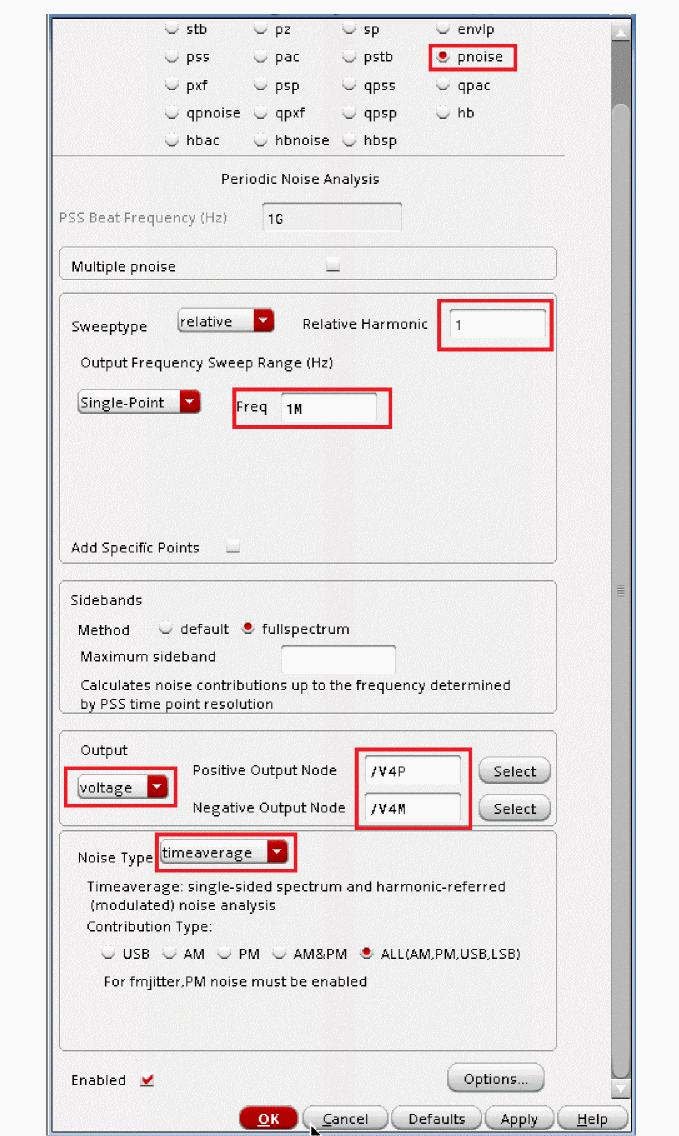 stb pz sp envlp
pss pac pstb pnoise
pxf psp qpss qpac
qpnoise qpxf qpsp hb
hbac hbnoise hbsp
Periodic Noise Analysis
PSS Beat Frequency (Hz) 1G
Multiple pnoise
Sweeptype relative Relative Harmonic 1
Output Frequency Sweep Range (Hz)
Single-Point Freq 1M
Add Specific Points
Sidebands
Method default fullspectrum
Maximum sideband
Calculates noise contributions up to the frequency determined
by PSS time point resolution
Output
voltage Positive Output Node /V4P Select
Negative Output Node /V4M Select
Noise Type timeaverage
Timeaverage: single-sided spectrum and harmonic-referred
(modulated) noise analysis
Contribution Type:
USB AM PM AM&PM ALL(AM,PM,USB,LSB)
For fmjitter,PM noise must be enabled
Enabled Options...
OK Cancel Defaults Apply Help